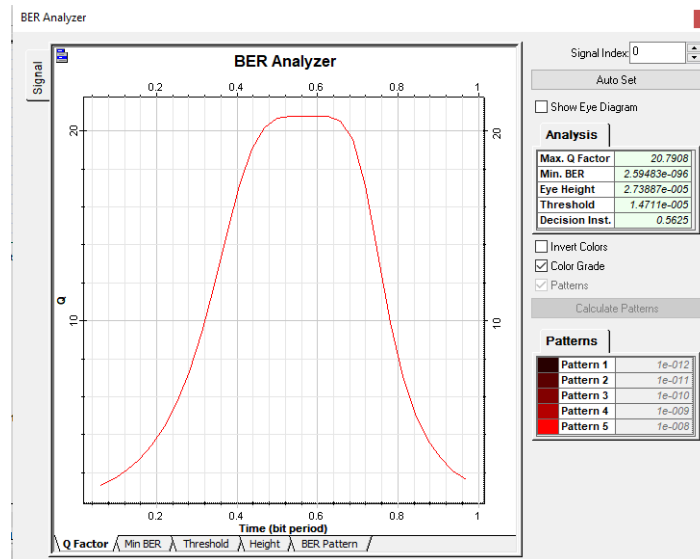 BER Analyzer
Signal
BER Analyzer
0.2 0.4 0.6 0.8 1
20 20
Q
10 10
0.2 0.4 0.6 0.8 1
Time (bit period)
Q Factor Min BER Threshold Height BER Pattern
Signal Index: 0
Auto Set
Show Eye Diagram
Analysis
Max. Q Factor 20.7908
Min. BER 2.59483e-096
Eye Height 2.73887e-005
Threshold 1.4711e-005
Decision Inst. 0.5625
Invert Colors
Color Grade
Patterns
Calculate Patterns
Patterns
Pattern 1 1e-012
Pattern 2 1e-011
Pattern 3 1e-010
Pattern 4 1e-009
Pattern 5 1e-008